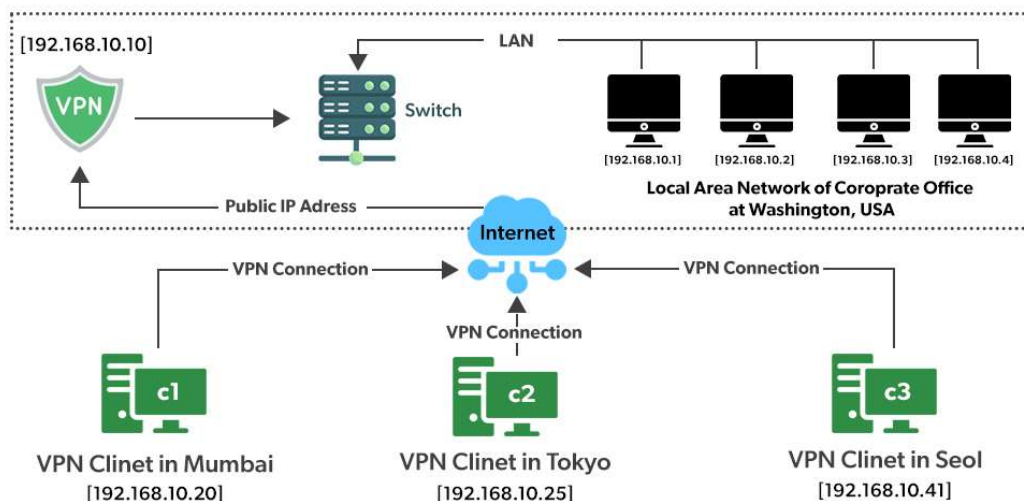 [192.168.10.10]
VPN
LAN
Switch
[192.168.10.1]
[192.168.10.2]
[192.168.10.3]
[192.168.10.4]
Local Area Network of Coroprate Office
at Washington, USA
Public IP Adress
Internet
VPN Connection
VPN Connection
VPN Connection
c1
c2
c3
VPN Clinet in Mumbai
[192.168.10.20]
VPN Clinet in Tokyo
[192.168.10.25]
VPN Clinet in Seol
[192.168.10.41]